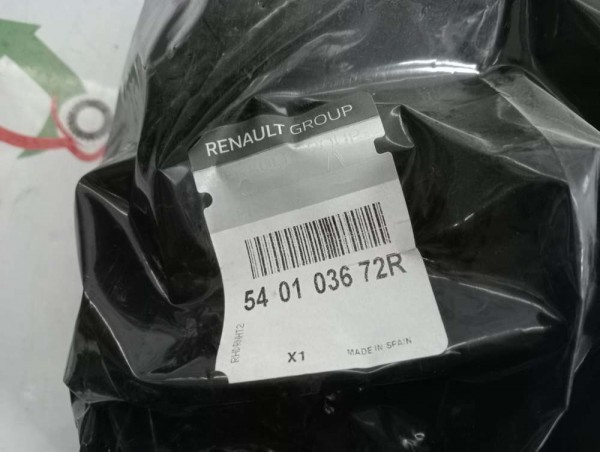 RENAULT GROUP
54 01 036 72R
X1
MADE IN SPAIN